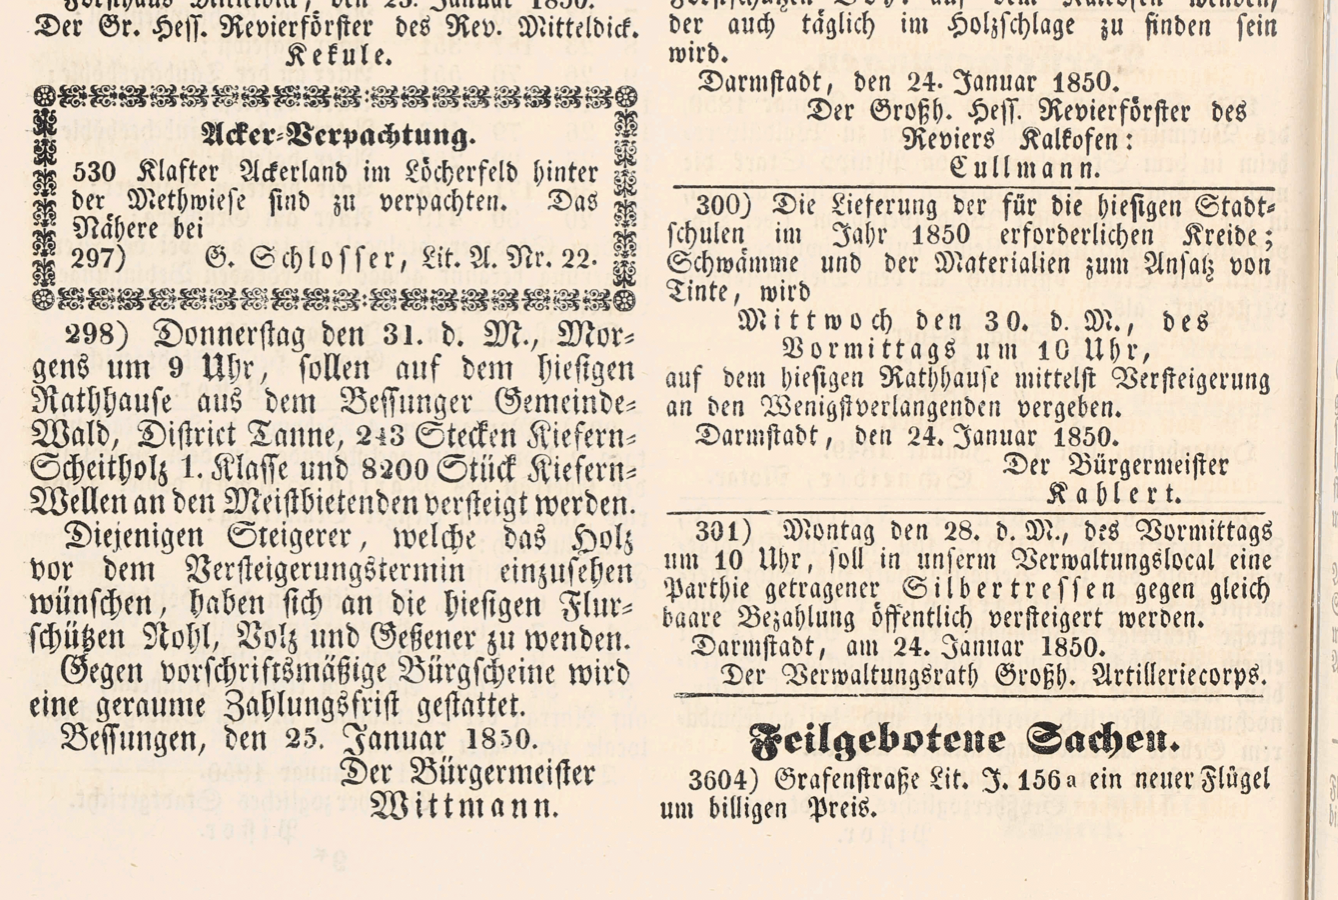 Forsthaus Mitteldick, den 23. Januar 1850.
Der Gr. Hess. Revierförster des Rev. Mitteldick.
Kekule.
Acker-Verpachtung.
530 Klafter Ackerland im Löcherfeld hinter
der Methwiese sind zu verpachten. Das
Nähere bei
297) G. Schlosser, Lit. A. Nr. 22.
298) Donnerstag den 31. d. M., Mor-
gens um 9 Uhr, sollen auf dem hiesigen
Rathhause aus dem Bessunger Gemeinde-
Wald, District Tanne, 243 Stecken Kiefern-
Scheitholz 1. Klasse und 8200 Stück Kiefern-
Wellen an den Meistbietenden versteigt werden.
Diejenigen Steigerer, welche das Holz
vor dem Versteigerungstermin einzusehen
wünschen, haben sich an die hiesigen Flur-
schützen Nohl, Volz und Geßener zu wenden.
Gegen vorschriftsmäßige Bürgscheine wird
eine geraume Zahlungsfrist gestattet.
Bessungen, den 25. Januar 1850.
Der Bürgermeister
Wittmann.
der auch täglich im Holzschlage zu finden sein
wird.
Darmstadt, den 24. Januar 1850.
Der Großh. Hess. Revierförster des
Reviers Kalkofen:
Cullmann.
300) Die Lieferung der für die hiesigen Stadt-
schulen im Jahr 1850 erforderlichen Kreide;
Schwämme und der Materialien zum Ansatz von
Tinte, wird
Mittwoch den 30. d. M., des
Vormittags um 10 Uhr,
auf dem hiesigen Rathhause mittelst Versteigerung
an den Wenigstverlangenden vergeben.
Darmstadt, den 24. Januar 1850.
Der Bürgermeister
Kahlert.
301) Montag den 28. d. M., des Vormittags
um 10 Uhr, soll in unserm Verwaltungslocal eine
Parthie getragener Silbertressen gegen gleich
baare Bezahlung öffentlich versteigert werden.
Darmstadt, am 24. Januar 1850.
Der Verwaltungsrath Großh. Artilleriecorps.
Feilgebotene Sachen.
3604) Grafenstraße Lit. J. 156a ein neuer Flügel
um billigen Preis.